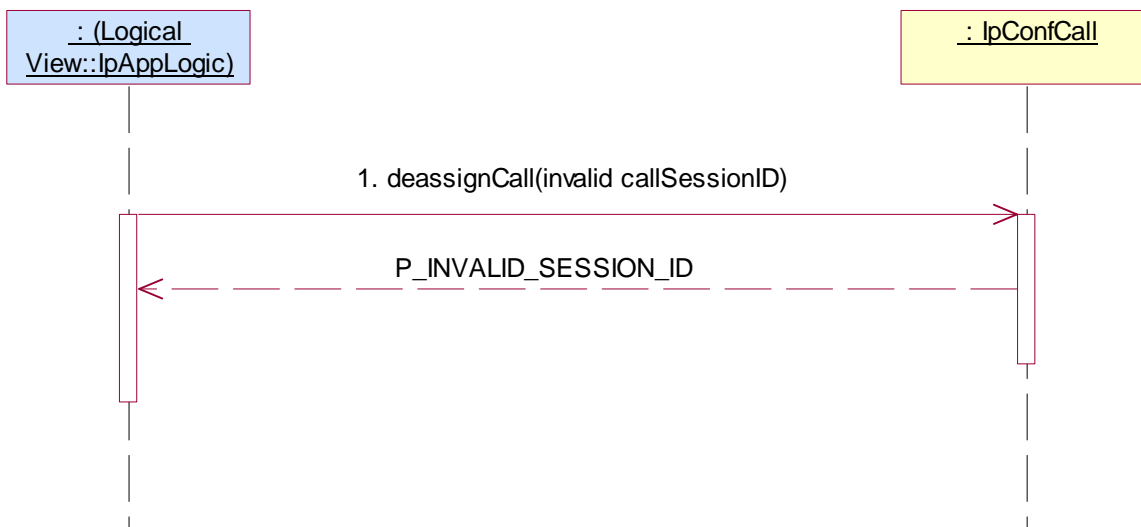 : (Logical
View::IpAppLogic)
: IpConfCall
1. deassignCall(invalid callSessionID)
P_INVALID_SESSION_ID